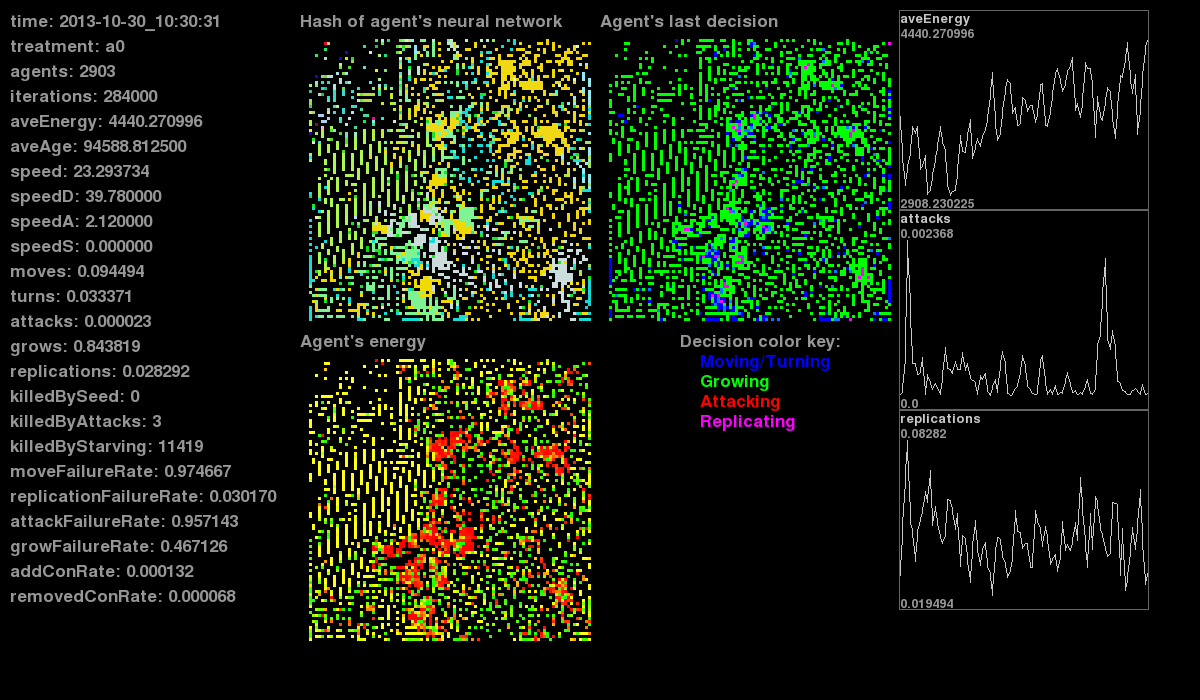 time: 2013-10-30_10:30:31
treatment: a0
agents: 2903
iterations: 284000
aveEnergy: 4440.270996
aveAge: 94588.812500
speed: 23.293734
speedD: 39.780000
speedA: 2.120000
speedS: 0.000000
moves: 0.094494
turns: 0.033371
attacks: 0.000023
grows: 0.843819
replications: 0.028292
killedBySeed: 0
killedByAttacks: 3
killedByStarving: 11419
moveFailureRate: 0.974667
replicationFailureRate: 0.030170
attackFailureRate: 0.957143
growFailureRate: 0.467126
addConRate: 0.000132
removedConRate: 0.000068
Hash of agent's neural network
Agent's last decision
Agent's energy
Decision color key:
Moving/Turning
Growing
Attacking
Replicating
aveEnergy
4440.270996
2908.230225
attacks
0.002368
0.0
replications
0.08282
0.019494